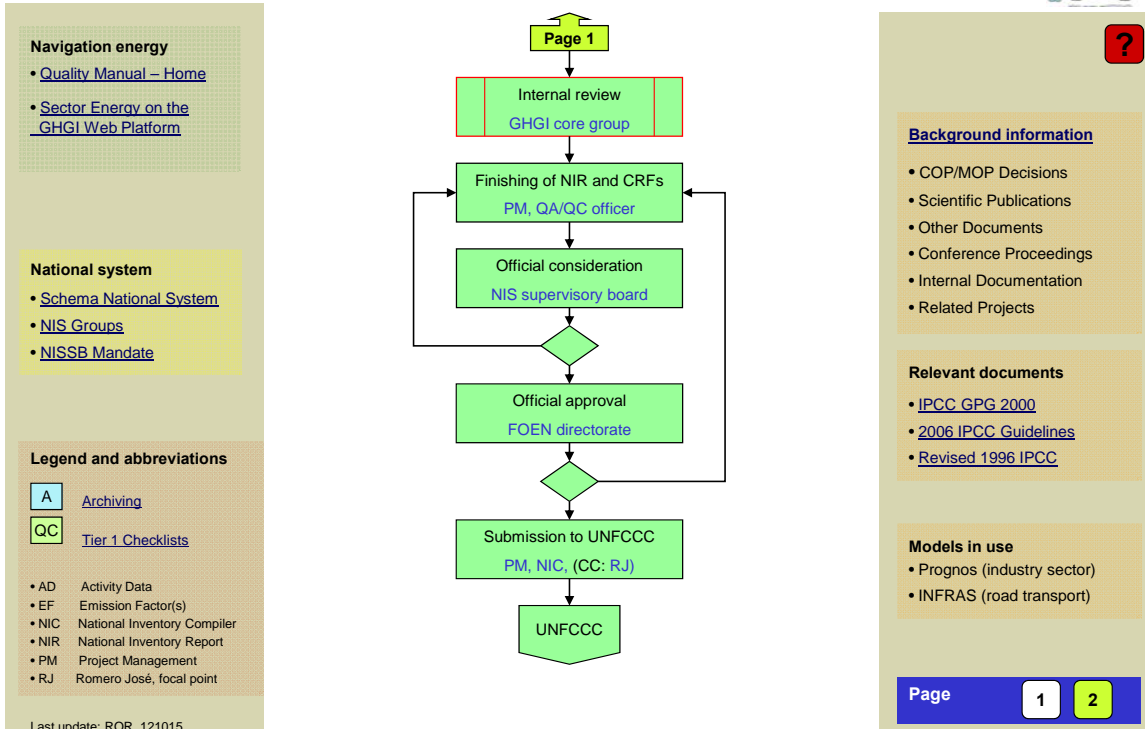 Navigation energy
• Quality Manual – Home
• Sector Energy on the
GHGI Web Platform
National system
• Schema National System
• NIS Groups
• NISSB Mandate
Legend and abbreviations
A Archiving
QC Tier 1 Checklists
• AD Activity Data
• EF Emission Factor(s)
• NIC National Inventory Compiler
• NIR National Inventory Report
• PM Project Management
• RJ Romero José, focal point
Last update: ROR, 121015
Page 1
Internal review
GHGI core group
Finishing of NIR and CRFs
PM, QA/QC officer
Official consideration
NIS supervisory board
Official approval
FOEN directorate
Submission to UNFCCC
PM, NIC, (CC: RJ)
UNFCCC
?
Background information
• COP/MOP Decisions
• Scientific Publications
• Other Documents
• Conference Proceedings
• Internal Documentation
• Related Projects
Relevant documents
• IPCC GPG 2000
• 2006 IPCC Guidelines
• Revised 1996 IPCC
Models in use
• Prognos (industry sector)
• INFRAS (road transport)
Page 1 2